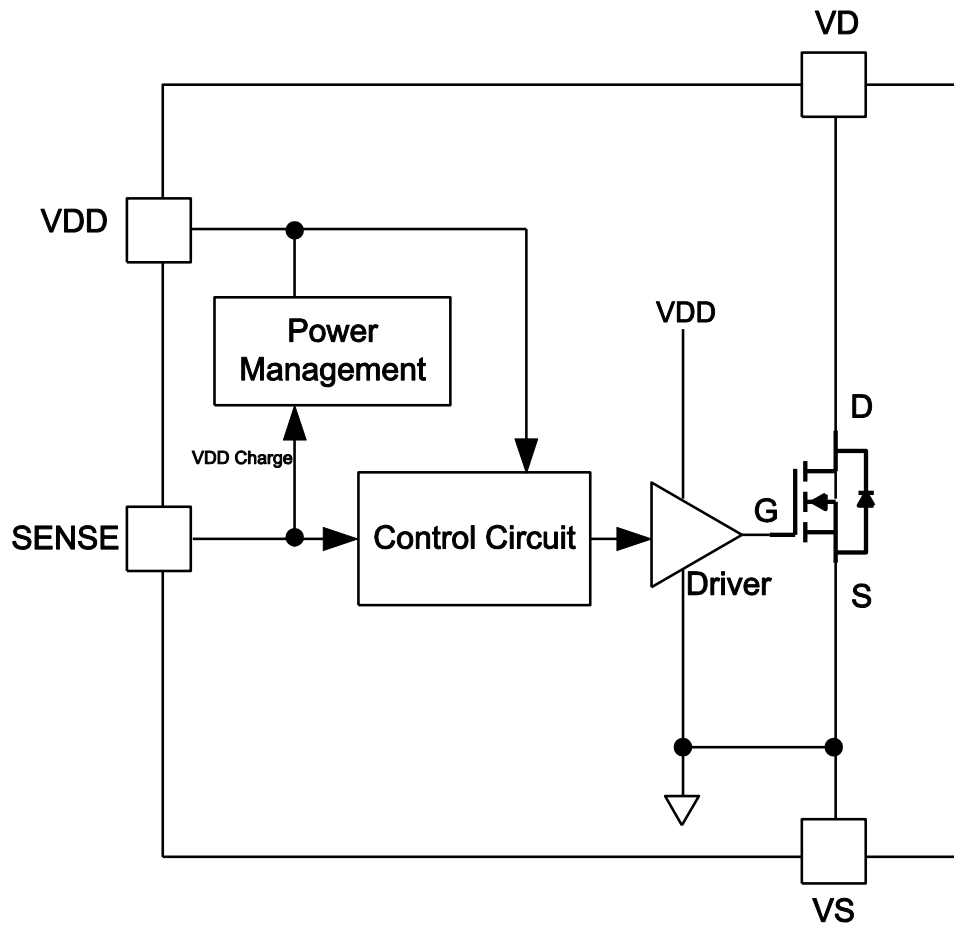 VD
VDD
Power
Management
VDD
D
VDD Charge
G
SENSE
Control Circuit
Driver
S
VS